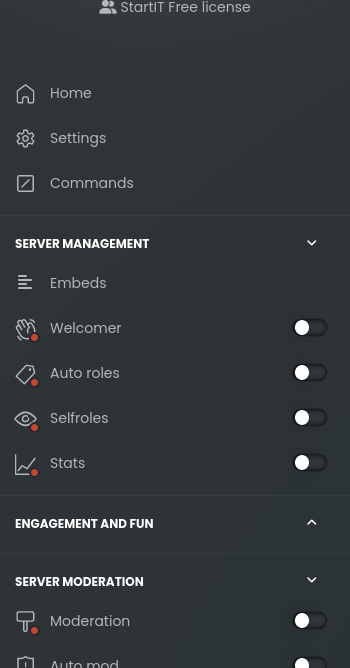 StartIT Free license
Home
Settings
Commands
SERVER MANAGEMENT
Embeds
Welcomer
Auto roles
Selfroles
Stats
ENGAGEMENT AND FUN
SERVER MODERATION
Moderation
Auto mod